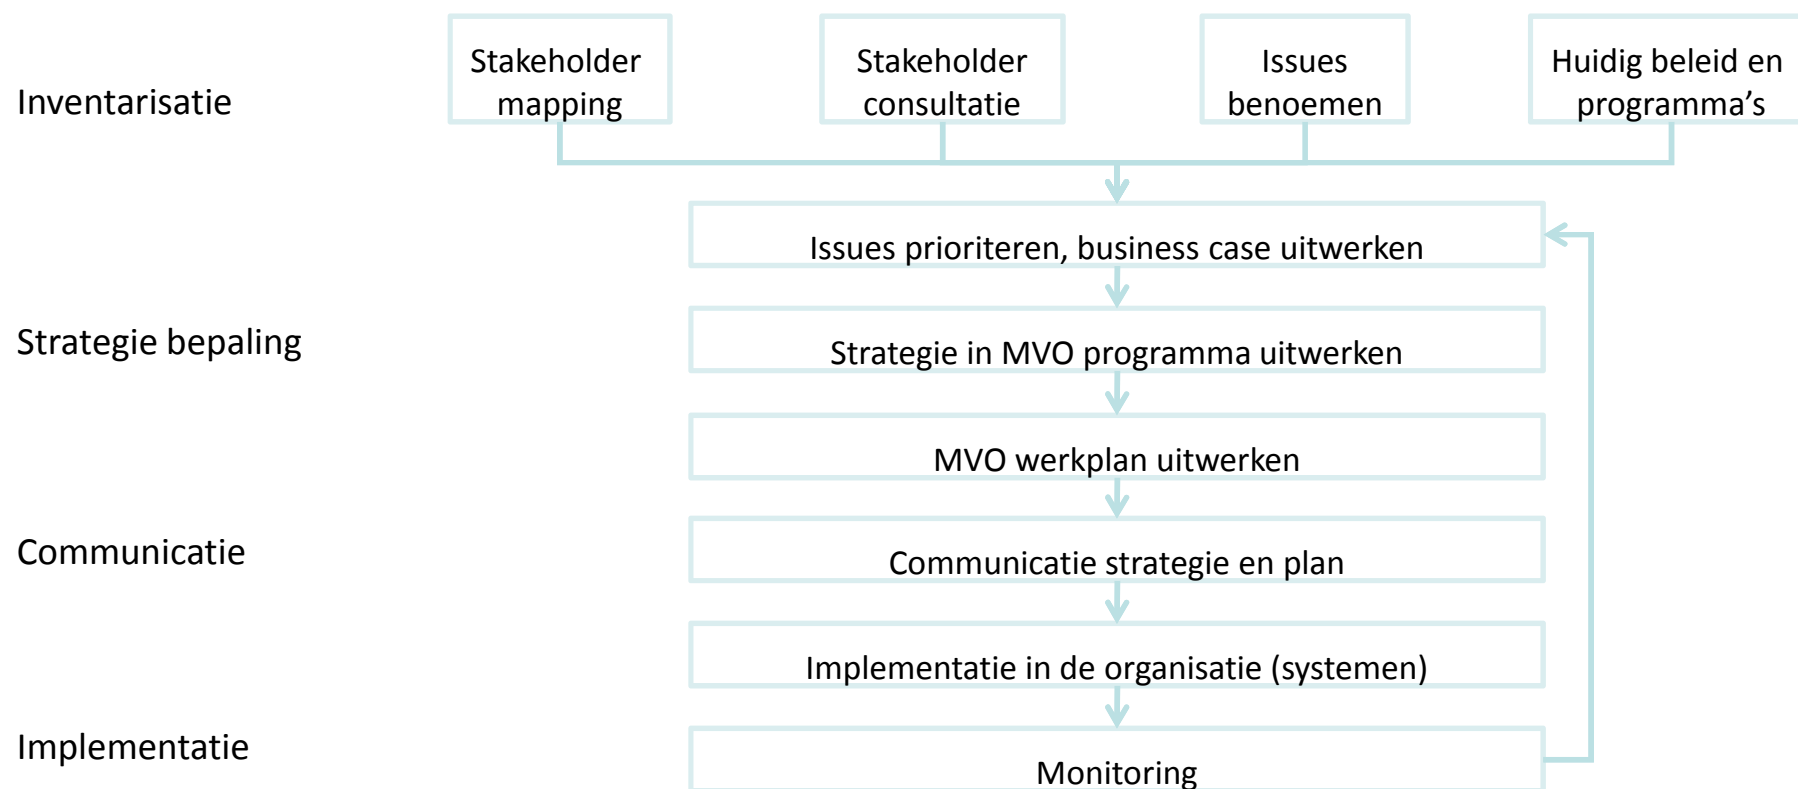 Inventarisatie
Stakeholder
mapping
Stakeholder
consultatie
Issues
benoemen
Huidig beleid en
programma’s
Issues prioriteren, business case uitwerken
Strategie bepaling
Strategie in MVO programma uitwerken
MVO werkplan uitwerken
Communicatie
Communicatie strategie en plan
Implementatie in de organisatie (systemen)
Implementatie
Monitoring